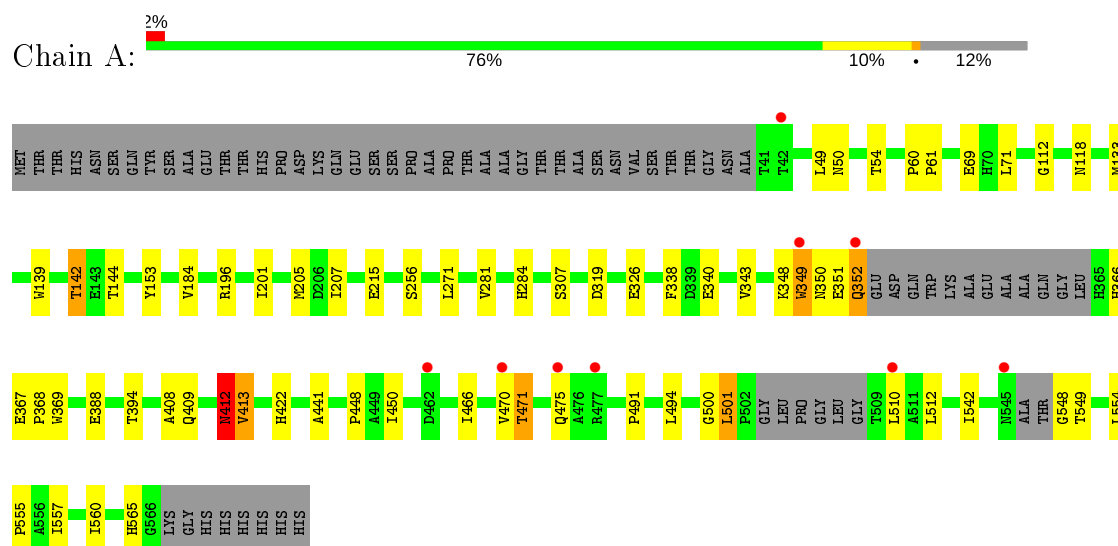 2%
Chain A:
76% 10% • 12%
MET THR THR HIS ASN SER GLN TYR SER ALA GLU THR THR HIS PRO ASP LYS GLN GLU SER SER PRO ALA PRO THR ALA ALA GLY THR THR ALA SER ASN VAL SER THR THR GLY ASN ALA T41 T42 L49 N50 T54 P60 P61 E69 H70 L71 G112 N118 M133
W139 T142 E143 T144 Y153 V184 R196 I201 M205 D206 I207 E215 S256 L271 V281 H284 S307 D319 E326 F338 D339 E340 V343 K348 W349 N350 E351 Q352 GLU ASP GLN TRP LYS ALA GLU ALA ALA GLN GLY LEU H365
E367 P368 W369 E388 T394 A408 Q409 N412 V413 H422 A441 P448 A449 I450 D462 I466 V470 T471 Q475 A476 R477 P491 L494 G500 L501 P502 GLY LEU PRO GLY LEU GLY T509 L510 A511 L512 I542 N545 ALA THR G548 T549 L554
P555 A556 I557 I560 H565 G566 LYS GLY HIS HIS HIS HIS HIS HIS